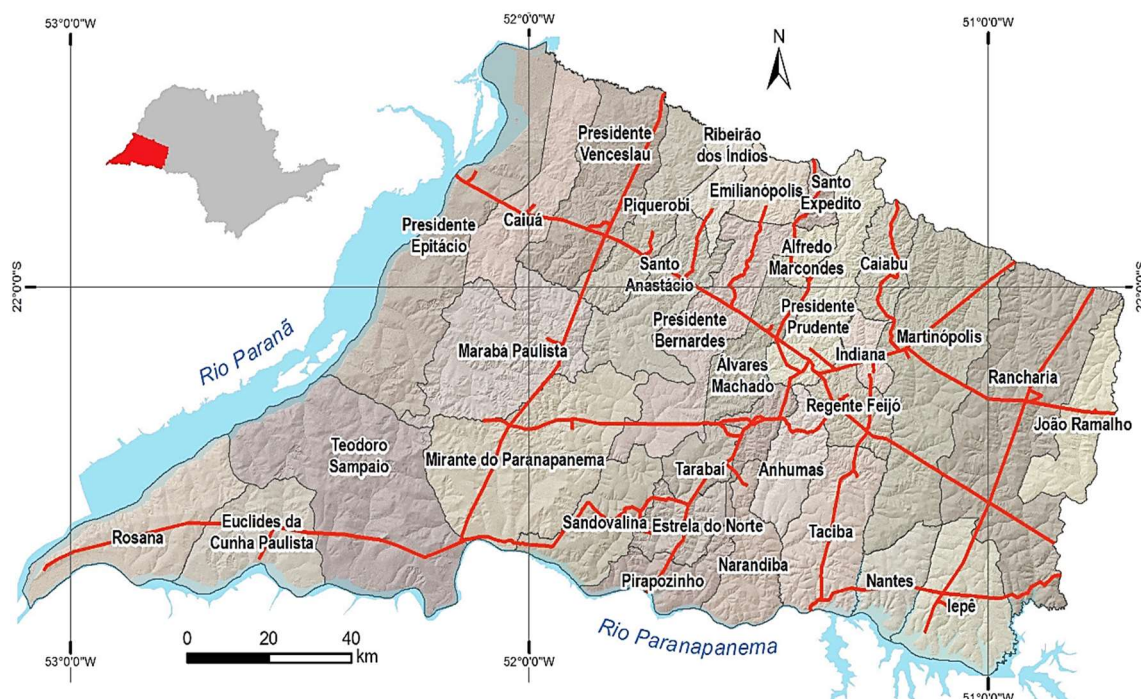 53°0'0"W
52°0'0"W
51°0'0"W
N
Presidente
Venceslau
Ribeirão
dos Índios
Emilianópolis
Santo
Expedito
Presidente
Epitácio
Caiuá
Piquerobi
Santo
Anastácio
Alfredo
Marcondes
Caiabu
22°0'0"S
22°0'0"S
Rio Paranã
Marabá Paulista
Presidente
Bernardes
Presidente
Prudente
Martinópolis
Indiana
Álvares
Machado
Rancharia
Regente Feijó
João Ramalho
Teodoro
Sampaio
Mirante do Paranapanema
Tarabaí
Anhumas
Rosana
Euclides da
Cunha Paulista
Sandovalina
Estrela do Norte
Taciba
Pirapozinho
Narandiba
Nantes
Iepê
Rio Paranapanema
0 20 40
km
53°0'0"W
52°0'0"W
51°0'0"W